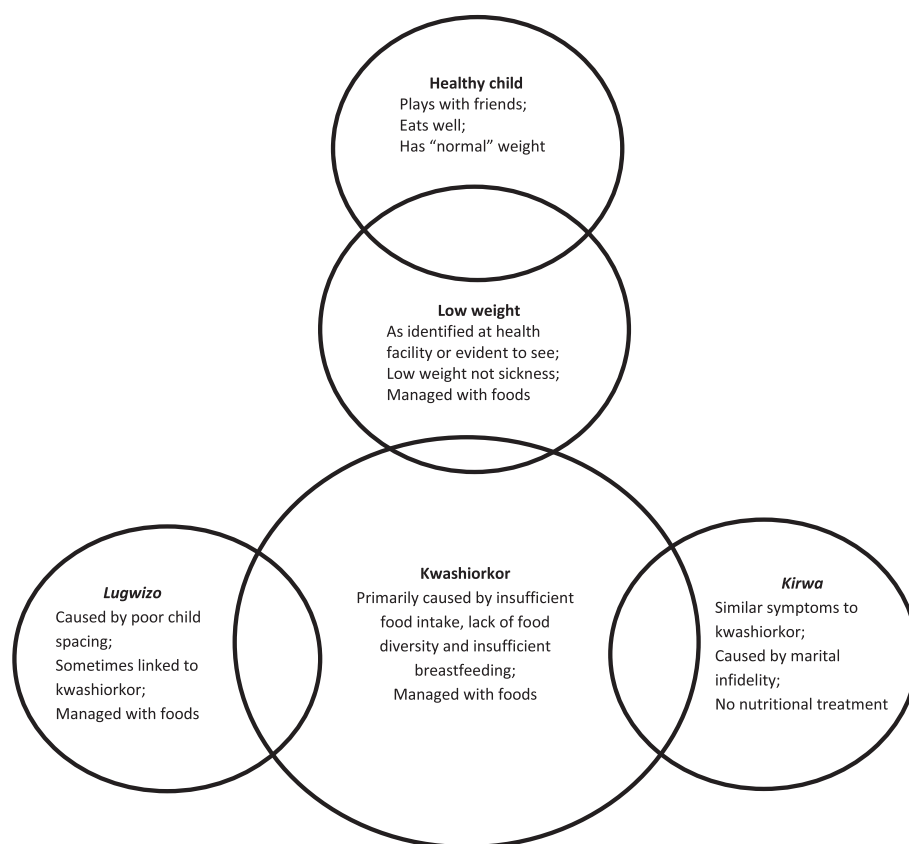 Healthy child
Plays with friends;
Eats well;
Has “normal” weight
Low weight
As identified at health
facility or evident to see;
Low weight not sickness;
Managed with foods
Kwashiorkor
Primarily caused by insufficient
food intake, lack of food
diversity and insufficient
breastfeeding;
Managed with foods
Lugwizo
Caused by poor child
spacing;
Sometimes linked to
kwashiorkor;
Managed with foods
Kirwa
Similar symptoms to
kwashiorkor;
Caused by marital
infidelity;
No nutritional treatment